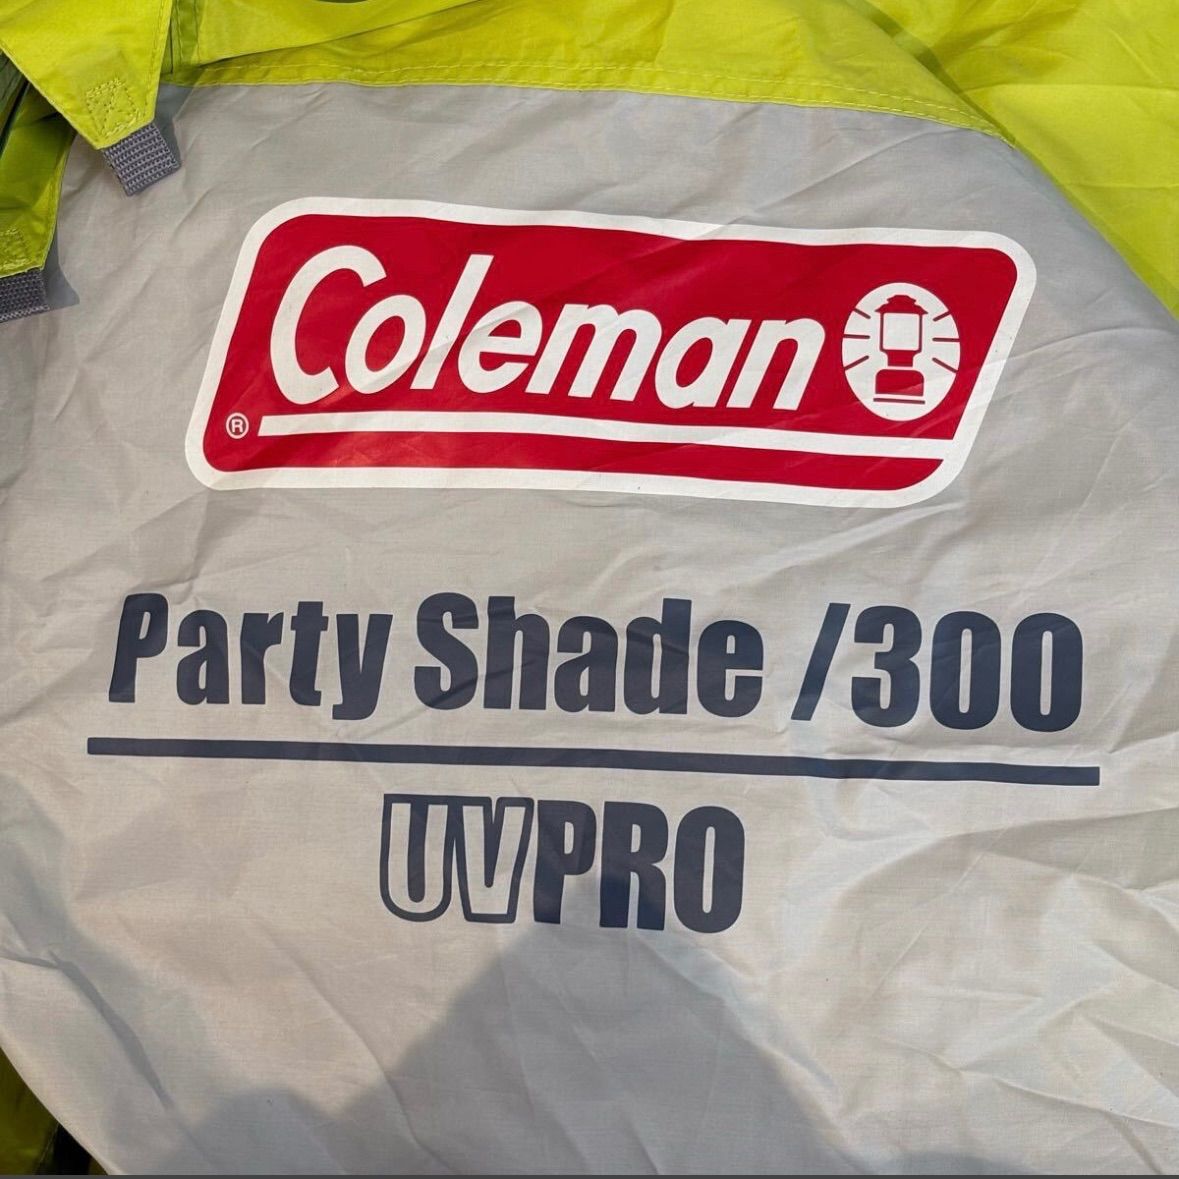 Coleman
®
Party Shade /300
UVPRO